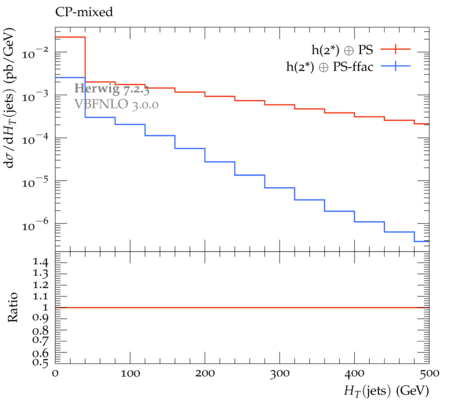 CP-mixed
h(2*) ⊕ PS
h(2*) ⊕ PS-ffac
Herwig 7.2.3
VBFNLO 3.0.0
dσ/dH_T(jets) (pb/GeV)
10⁻²
10⁻³
10⁻⁴
10⁻⁵
10⁻⁶
Ratio
1.4
1.3
1.2
1.1
1
0.9
0.8
0.7
0.6
0.5
0 100 200 300 400 500
H_T(jets) (GeV)